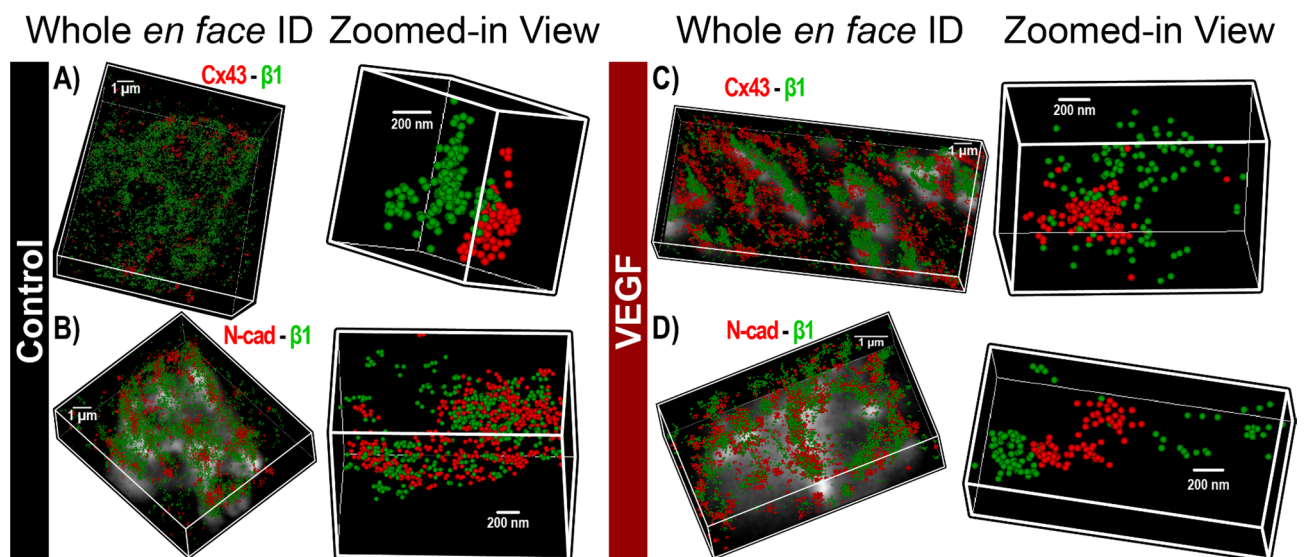 Whole en face ID Zoomed-in View
Whole en face ID Zoomed-in View
Control
A)
Cx43 - β1
1 µm
200 nm
B)
N-cad - β1
1 µm
200 nm
VEGF
C)
Cx43 - β1
1 µm
200 nm
D)
N-cad - β1
1 µm
200 nm